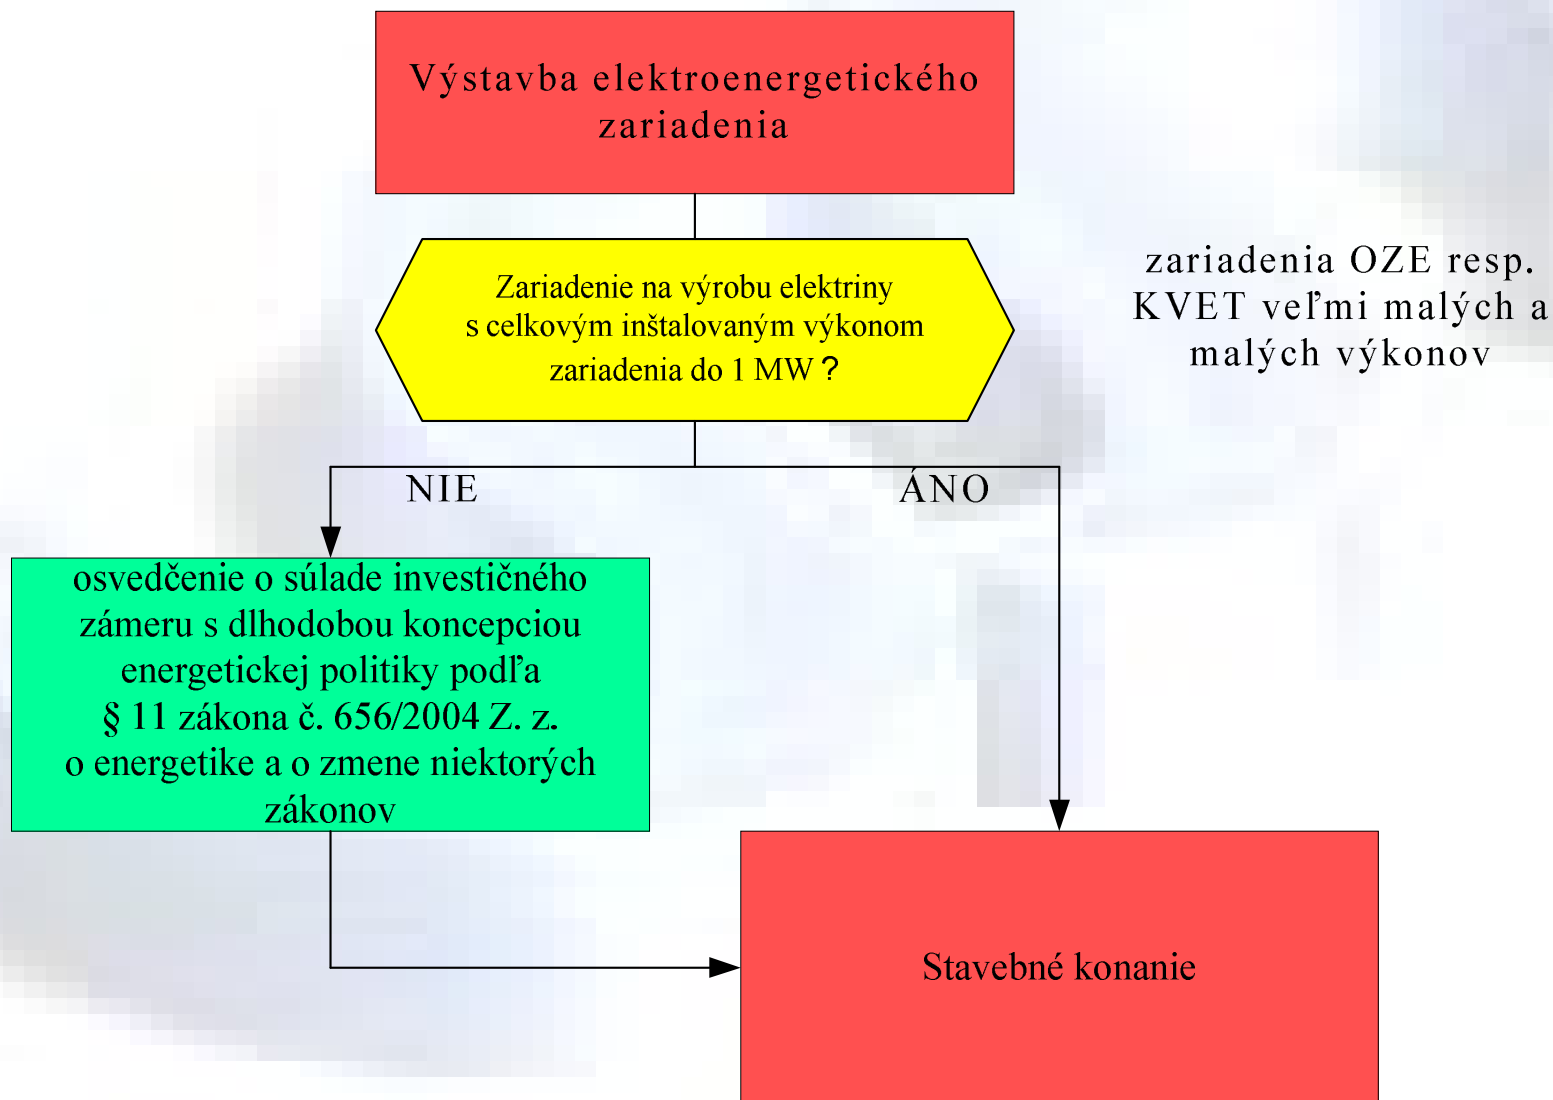 Výstavba elektroenergetického
zariadenia
Zariadenie na výrobu elektriny
s celkovým inštalovaným výkonom
zariadenia do 1 MW ?
zariadenia OZE resp.
KVET veľmi malých a
malých výkonov
NIE
ÁNO
osvedčenie o súlade investičného
zámeru s dlhodobou koncepciou
energetickej politiky podľa
§ 11 zákona č. 656/2004 Z. z.
o energetike a o zmene niektorých
zákonov
Stavebné konanie